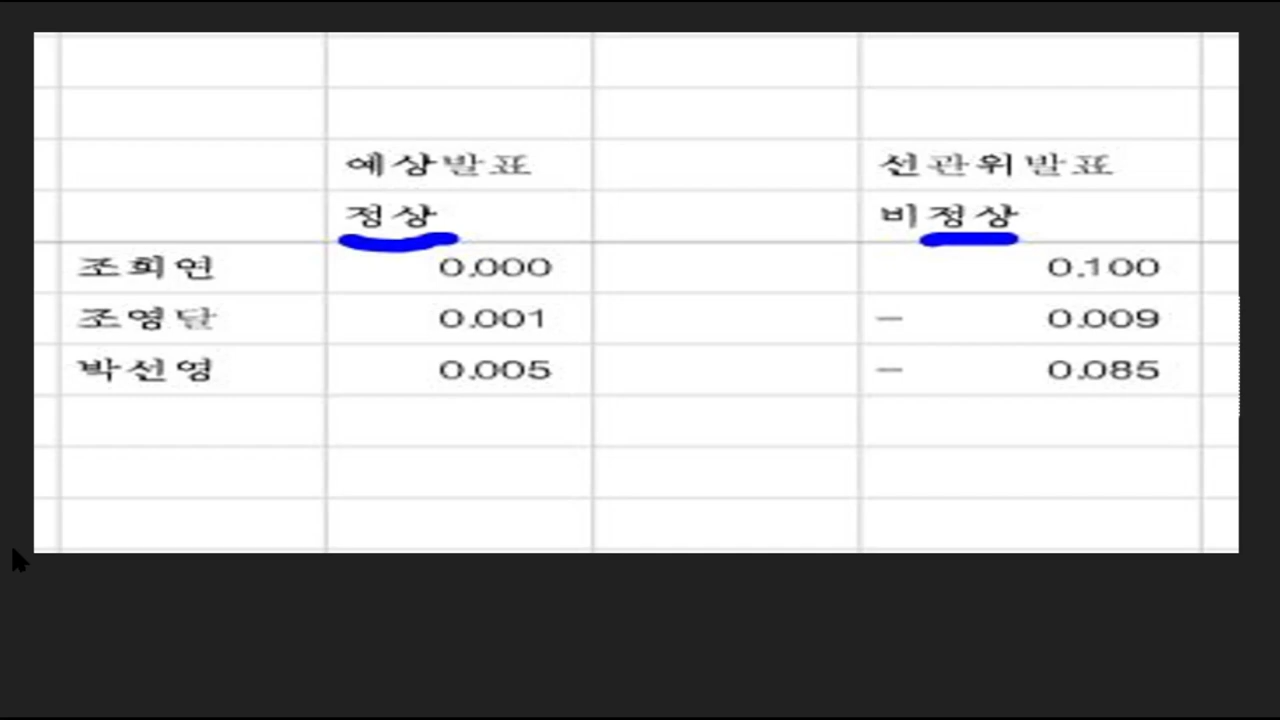 예상발표 선관위발표
정상 비정상
조희연 0.000 0.100
조영달 0.001 - 0.009
박선영 0.005 - 0.085